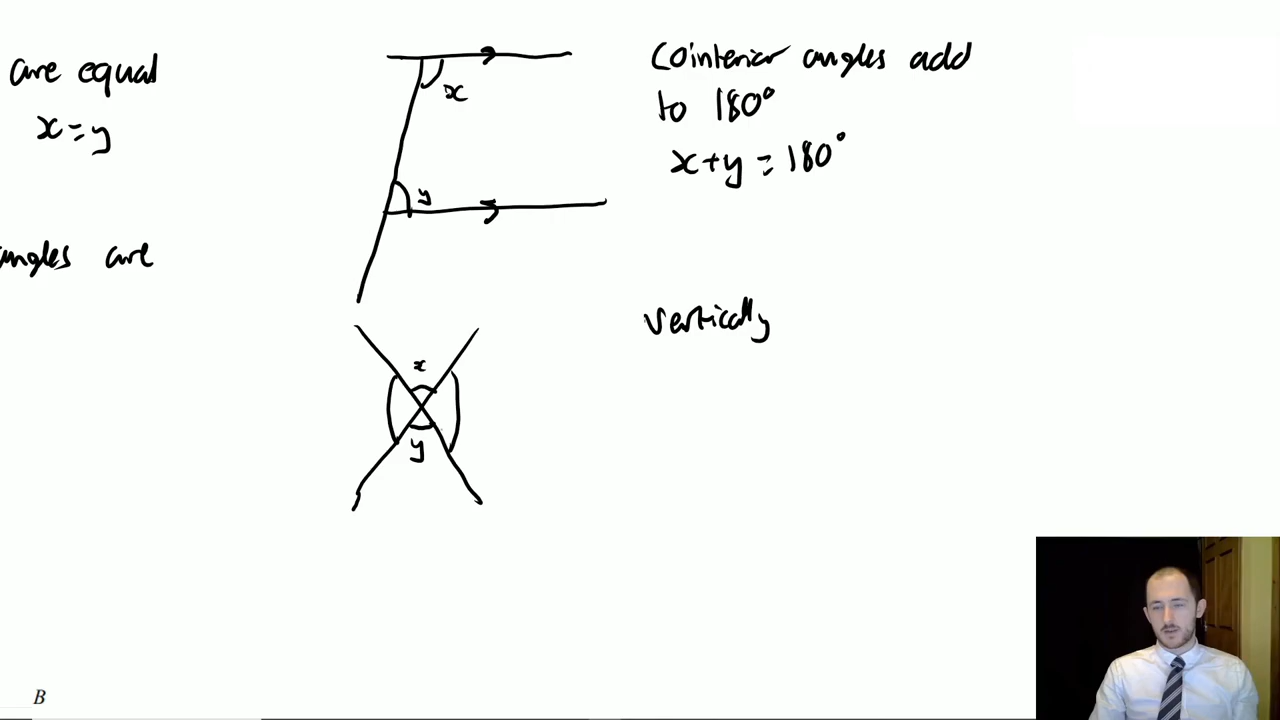 are equal
x = y
angles are
x
y
Cointerior angles add
to 180°
x + y = 180°
vertically
x
y
B